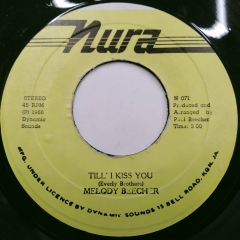 Nura
STEREO
45 RPM
Dynamic
Sounds
N 071
Produced and
Arranged by
Paul Beecher
Time: 3:00
TILL' I KISS YOU
(Everly Brothers)
MELODY BEECHER
MFG. UNDER LICENCE BY DYNAMIC SOUNDS 15 BELL ROAD, KGN. JA.